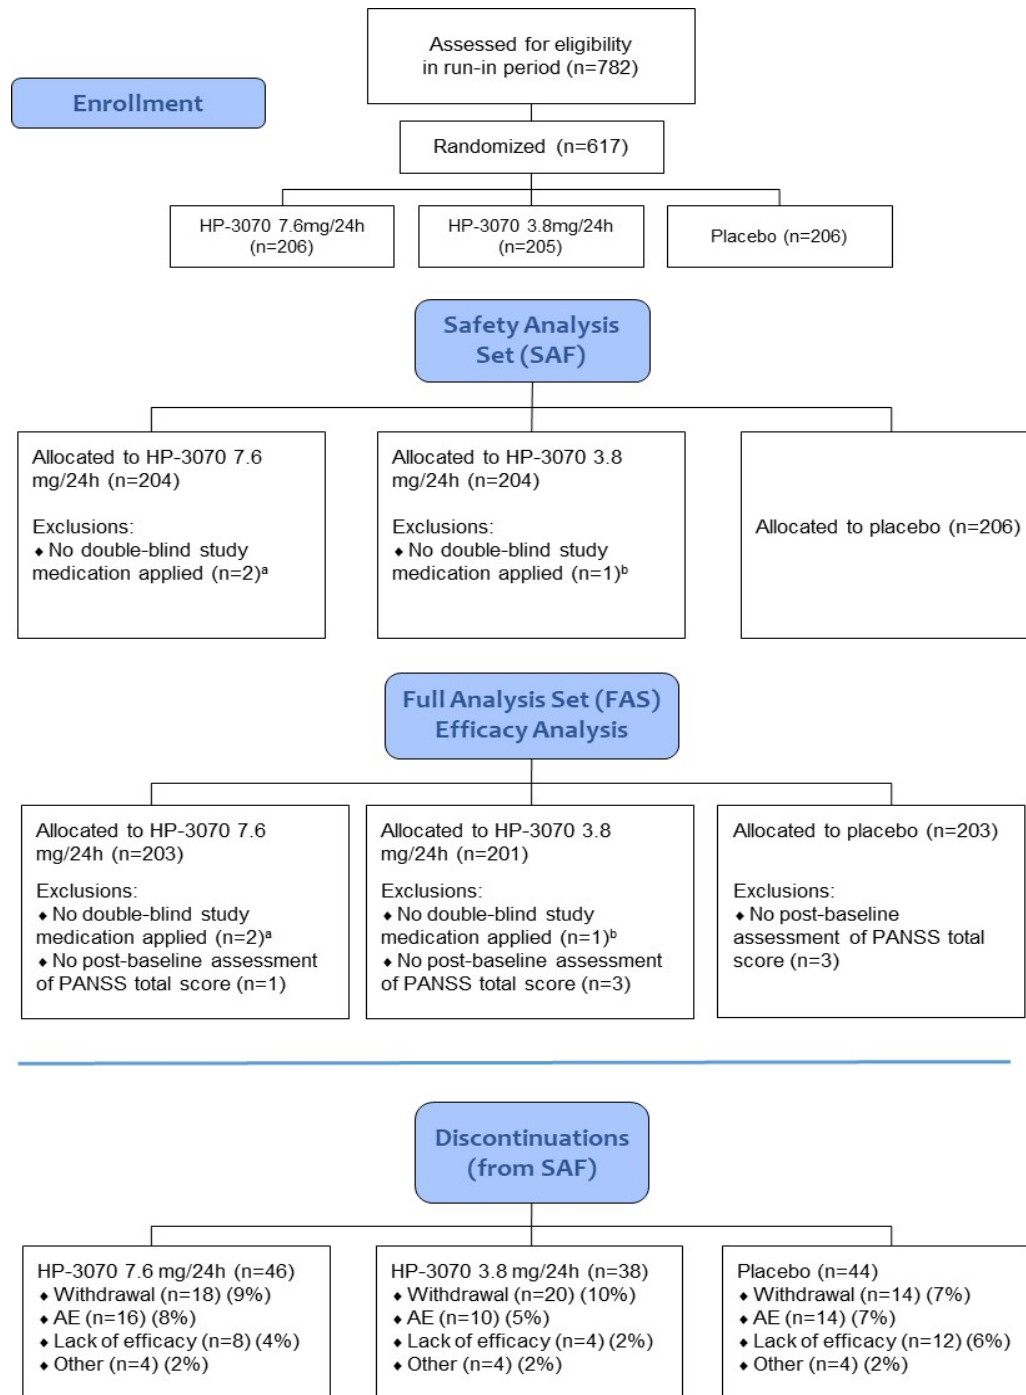 Assessed for eligibility
in run-in period (n=782)
Enrollment
Randomized (n=617)
HP-3070 7.6mg/24h
(n=206)
HP-3070 3.8mg/24h
(n=205)
Placebo (n=206)
Safety Analysis
Set (SAF)
Allocated to HP-3070 7.6
mg/24h (n=204)
Exclusions:
♦ No double-blind study
medication applied (n=2)ᵃ
Allocated to HP-3070 3.8
mg/24h (n=204)
Exclusions:
♦ No double-blind study
medication applied (n=1)ᵇ
Allocated to placebo (n=206)
Full Analysis Set (FAS)
Efficacy Analysis
Allocated to HP-3070 7.6
mg/24h (n=203)
Exclusions:
♦ No double-blind study
medication applied (n=2)ᵃ
♦ No post-baseline assessment
of PANSS total score (n=1)
Allocated to HP-3070 3.8
mg/24h (n=201)
Exclusions:
♦ No double-blind study
medication applied (n=1)ᵇ
♦ No post-baseline assessment
of PANSS total score (n=3)
Allocated to placebo (n=203)
Exclusions:
♦ No post-baseline
assessment of PANSS total
score (n=3)
Discontinuations
(from SAF)
HP-3070 7.6 mg/24h (n=46)
♦ Withdrawal (n=18) (9%)
♦ AE (n=16) (8%)
♦ Lack of efficacy (n=8) (4%)
♦ Other (n=4) (2%)
HP-3070 3.8 mg/24h (n=38)
♦ Withdrawal (n=20) (10%)
♦ AE (n=10) (5%)
♦ Lack of efficacy (n=4) (2%)
♦ Other (n=4) (2%)
Placebo (n=44)
♦ Withdrawal (n=14) (7%)
♦ AE (n=14) (7%)
♦ Lack of efficacy (n=12) (6%)
♦ Other (n=4) (2%)